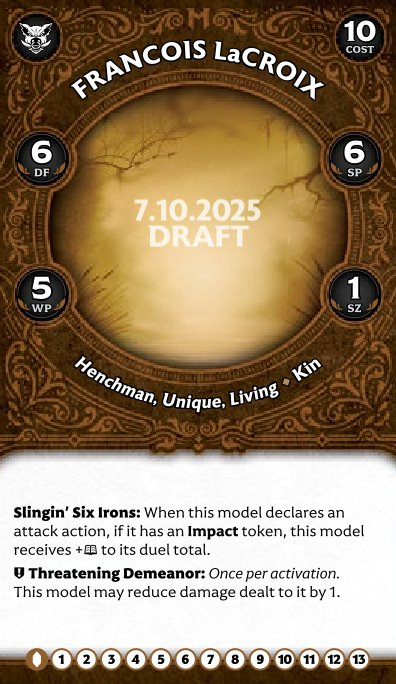 10
COST
FRANCOIS LaCROIX
6
DF
6
SP
7.10.2025
DRAFT
5
WP
1
SZ
Henchman, Unique, Living • Kin
Slingin’ Six Irons: When this model declares an
attack action, if it has an Impact token, this model
receives + to its duel total.
Threatening Demeanor: Once per activation.
This model may reduce damage dealt to it by 1.
1 2 3 4 5 6 7 8 9 10 11 12 13